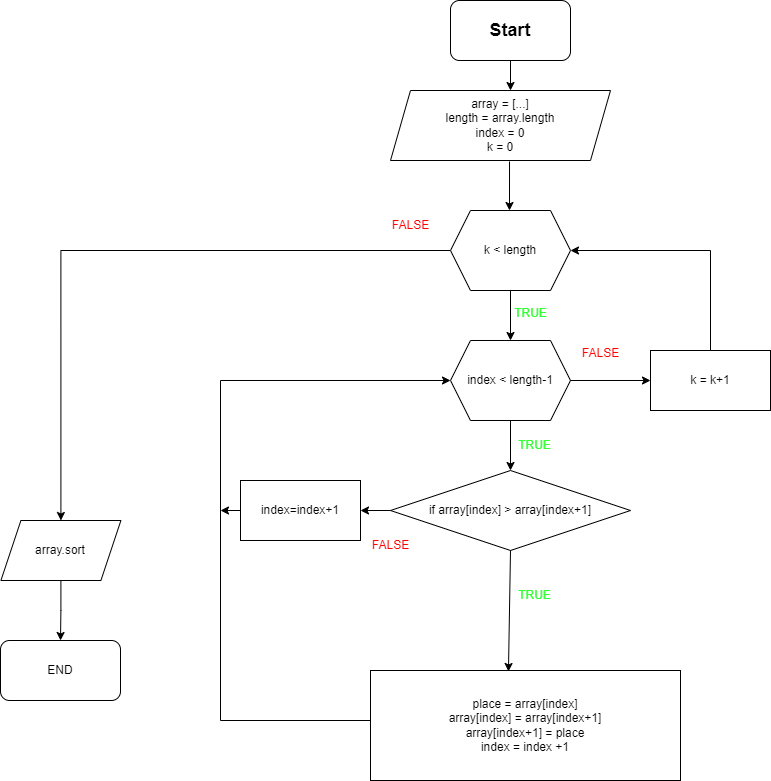 Start
array = [...]
length = array.length
index = 0
k = 0
FALSE
k < length
TRUE
FALSE
index < length-1
k = k+1
TRUE
index=index+1
if array[index] > array[index+1]
FALSE
array.sort
TRUE
END
place = array[index]
array[index] = array[index+1]
array[index+1] = place
index = index +1